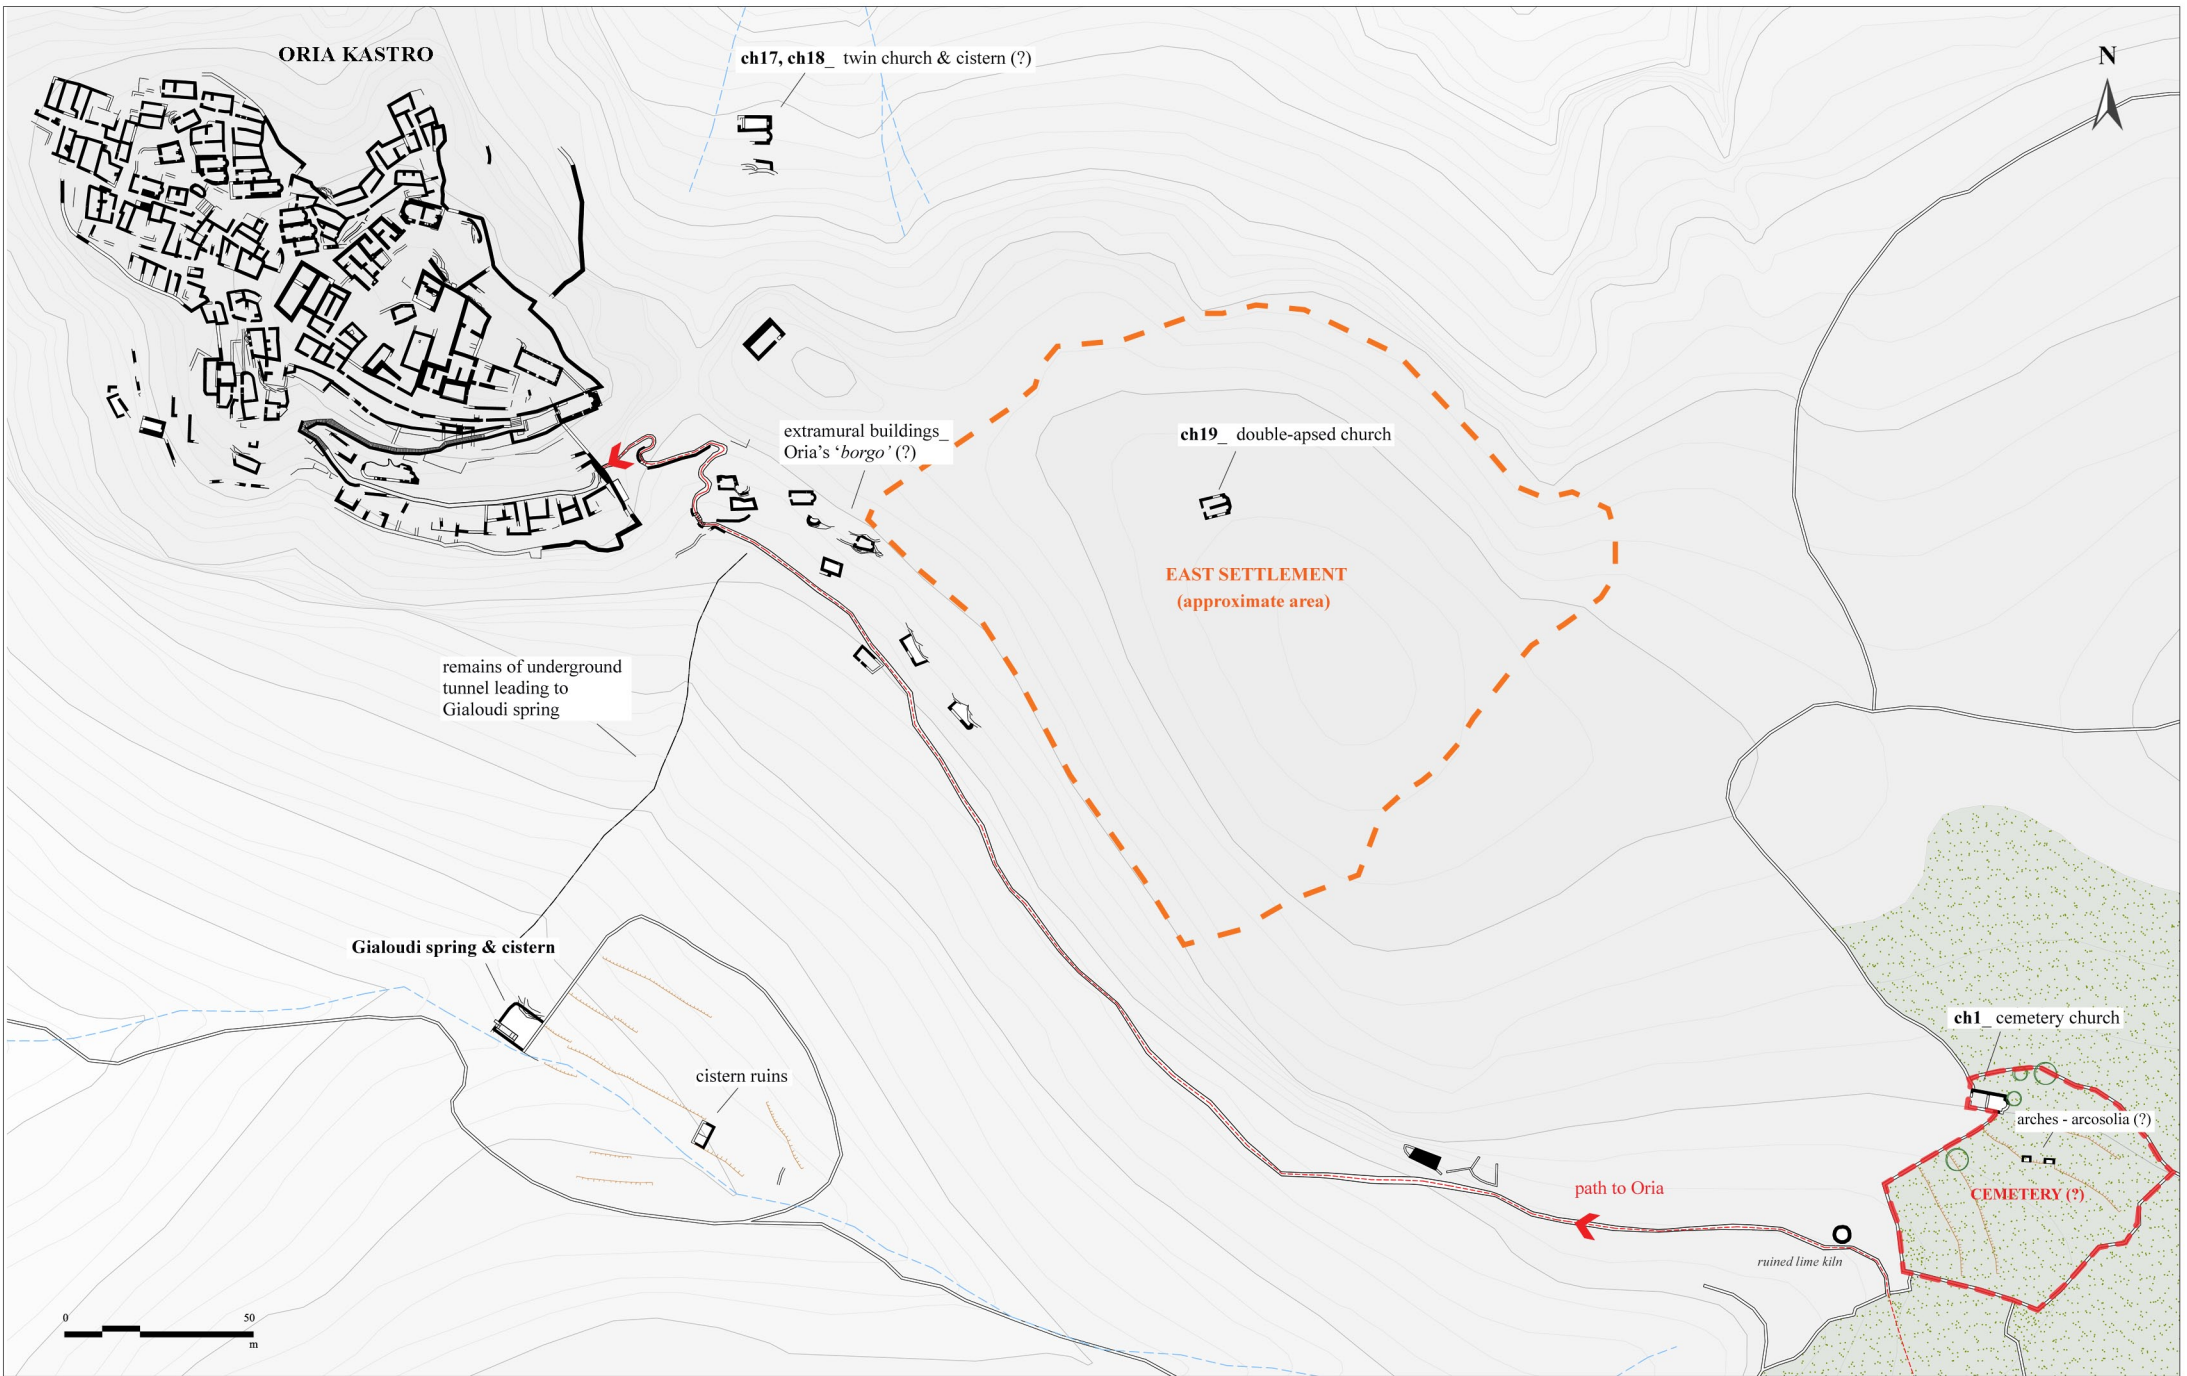 ORIA KASTRO
ch17, ch18_ twin church & cistern (?)
N
extramural buildings_
Oria's 'borgo' (?)
ch19_ double-apsed church
EAST SETTLEMENT
(approximate area)
remains of underground
tunnel leading to
Gialoudi spring
Gialoudi spring & cistern
cistern ruins
ch1_ cemetery church
arches - arcosolia (?)
CEMETERY (?)
path to Oria
ruined lime kiln
0 50
m